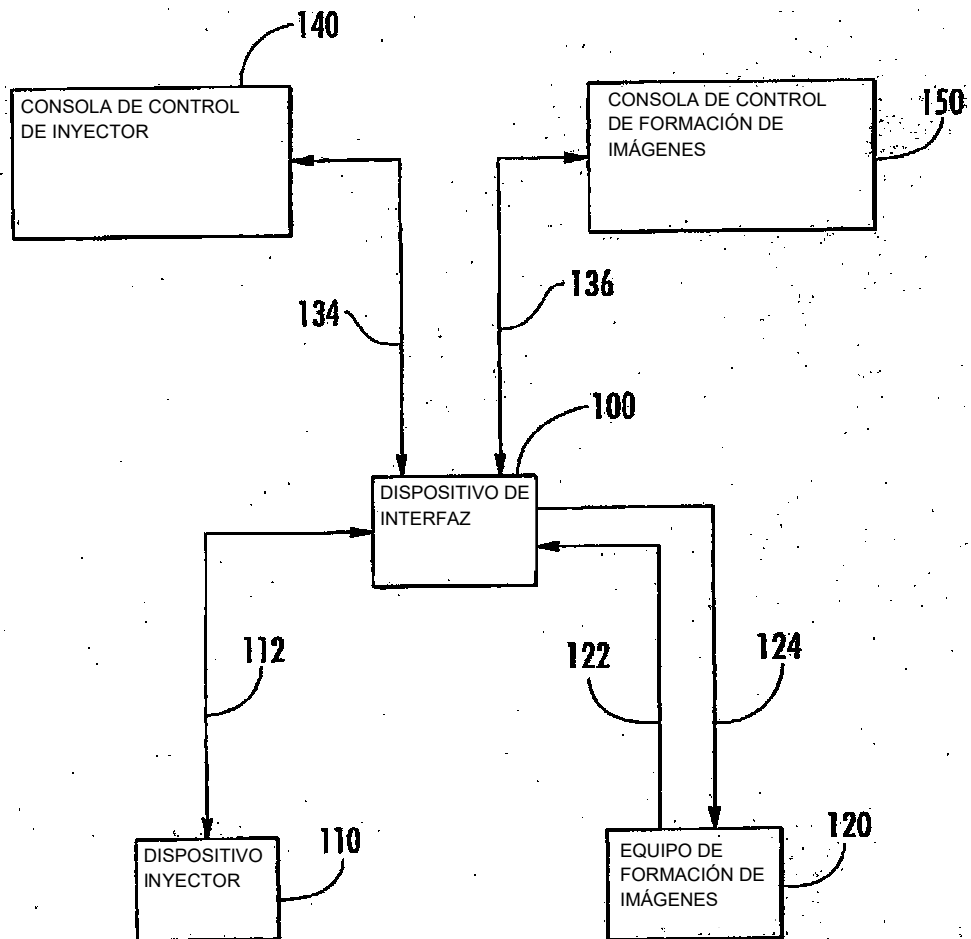 140
CONSOLA DE CONTROL
DE INYECTOR
CONSOLA DE CONTROL
DE FORMACIÓN DE
IMÁGENES
150
134
136
100
DISPOSITIVO DE
INTERFAZ
112
122
124
DISPOSITIVO
INYECTOR
110
EQUIPO DE
FORMACIÓN DE
IMÁGENES
120